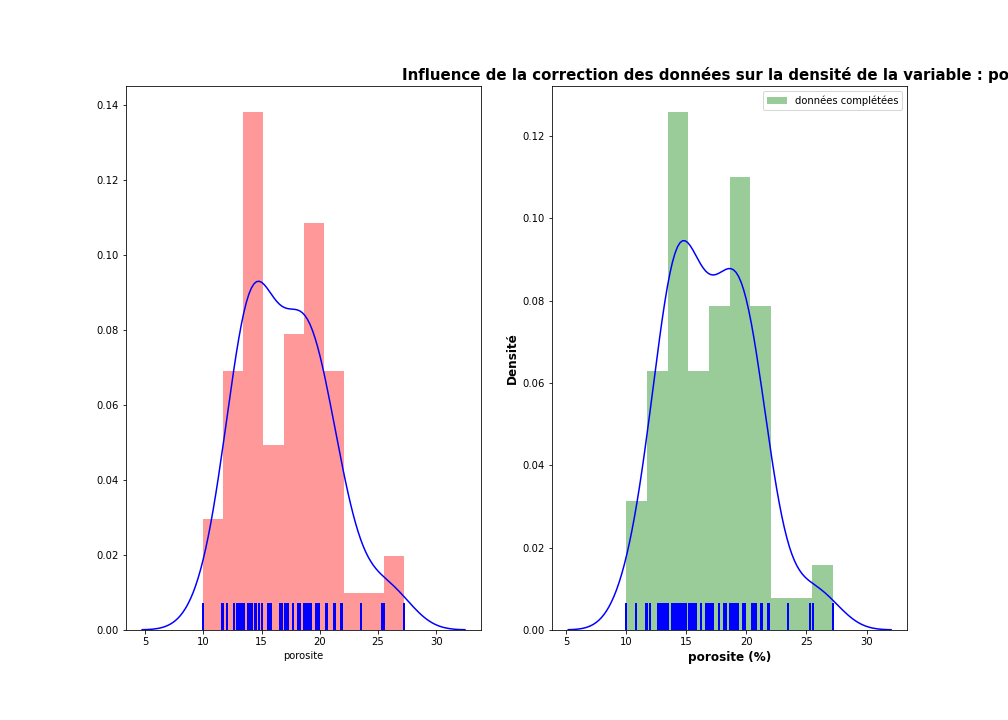 Influence de la correction des données sur la densité de la variable : po
0.14
0.12
0.10
0.08
0.06
0.04
0.02
0.00
5 10 15 20 25 30
porosite
données complétées
Densité
0.12
0.10
0.08
0.06
0.04
0.02
0.00
5 10 15 20 25 30
porosite (%)